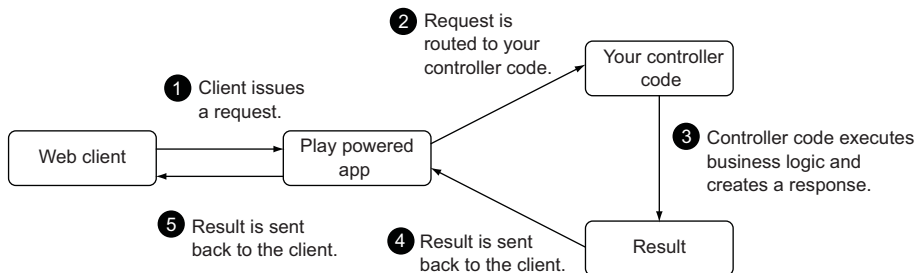 2 Request is
routed to your
controller code.
Your controller
code
1 Client issues
a request.
Web client
Play powered
app
3 Controller code executes
business logic and
creates a response.
5 Result is sent
back to the client.
4 Result is sent
back to the client.
Result